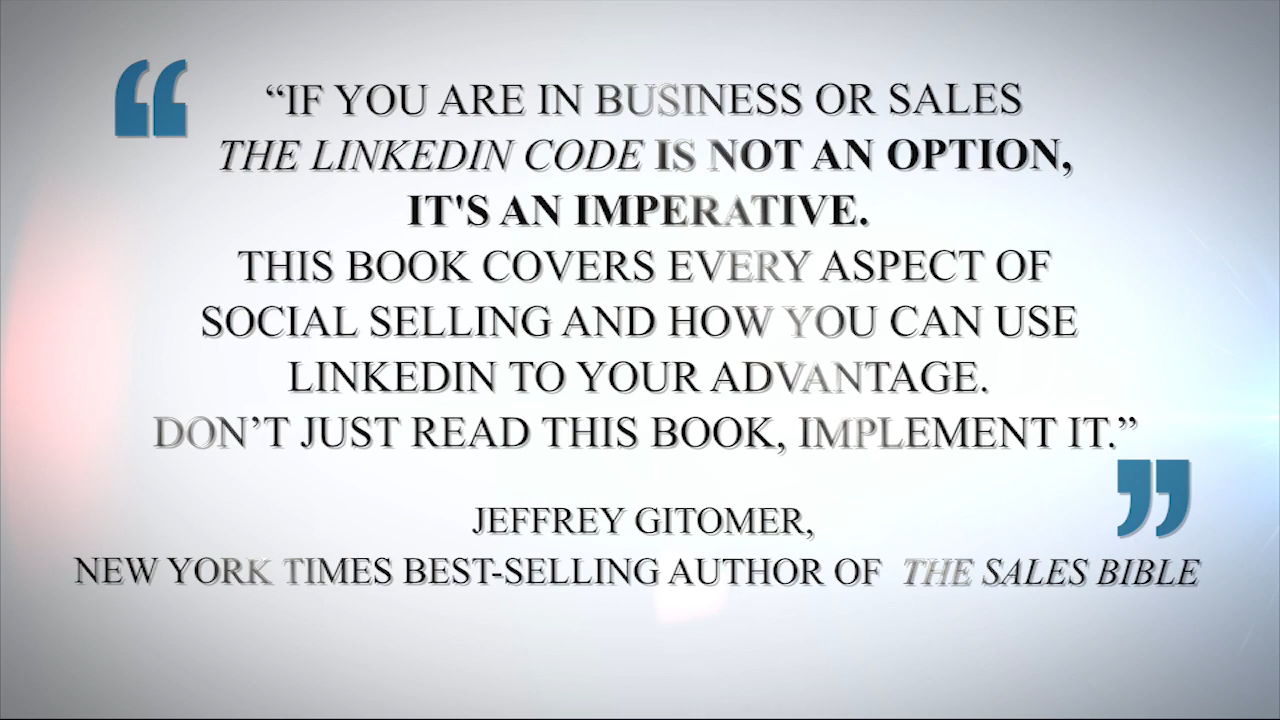 “IF YOU ARE IN BUSINESS OR SALES
THE LINKEDIN CODE IS NOT AN OPTION,
IT'S AN IMPERATIVE.
THIS BOOK COVERS EVERY ASPECT OF
SOCIAL SELLING AND HOW YOU CAN USE
LINKEDIN TO YOUR ADVANTAGE.
DON’T JUST READ THIS BOOK, IMPLEMENT IT.”
JEFFREY GITOMER,
NEW YORK TIMES BEST-SELLING AUTHOR OF THE SALES BIBLE